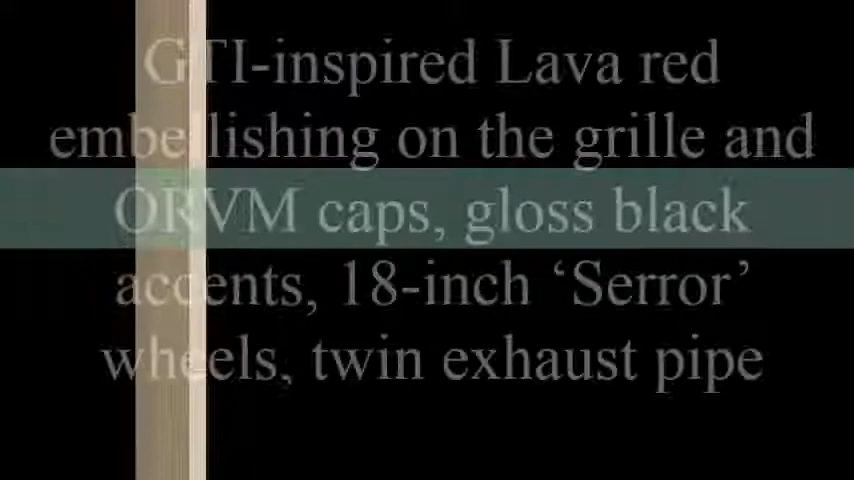 GTI-inspired Lava red
embellishing on the grille and
ORVM caps, gloss black
accents, 18-inch ‘Serror’
wheels, twin exhaust pipe